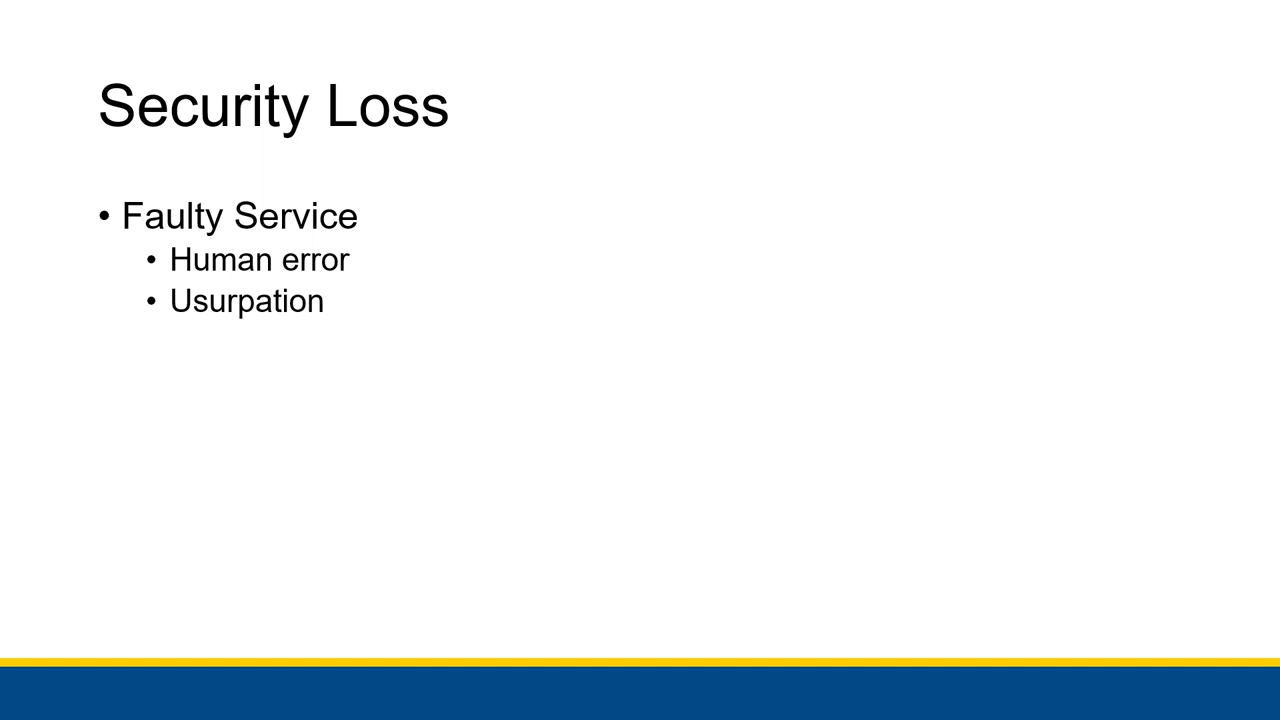 Security Loss
• Faulty Service
• Human error
• Usurpation